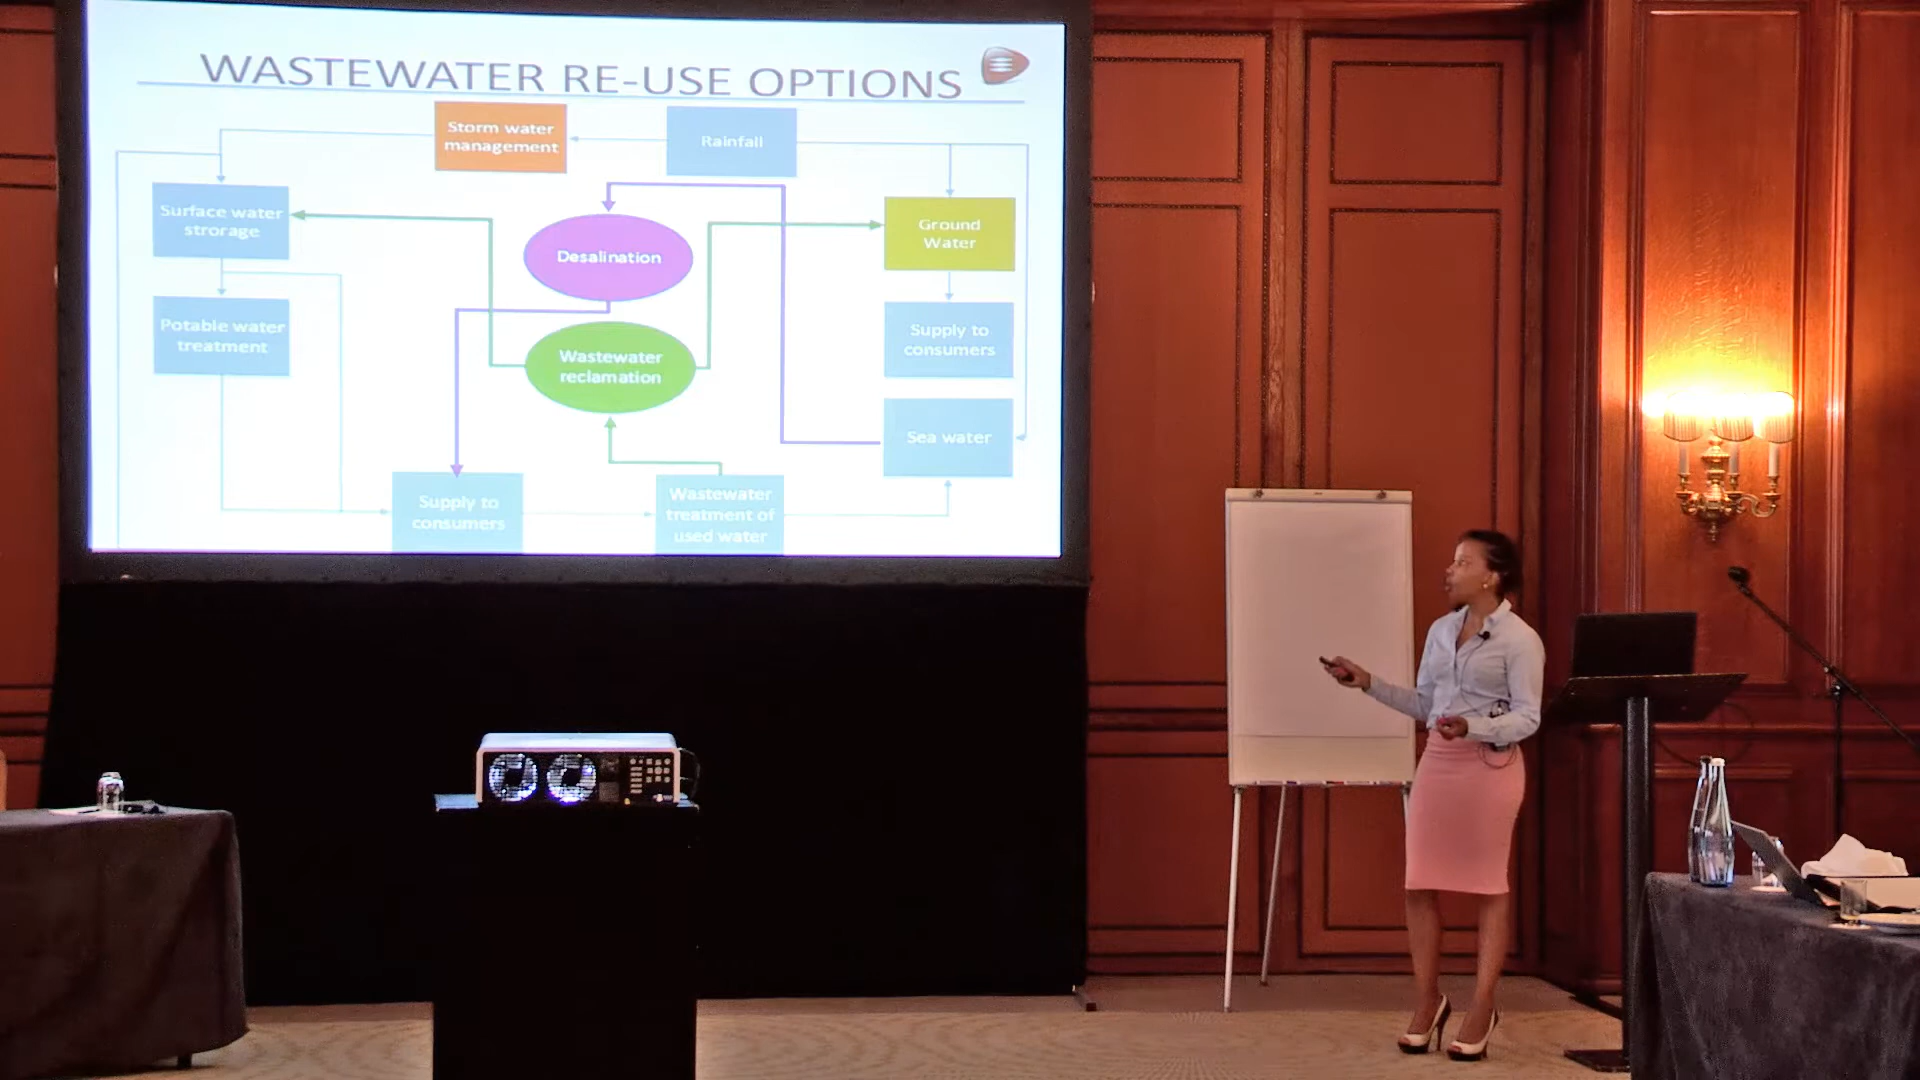 WASTEWATER RE-USE OPTIONS
Storm water
management
Rainfall
Surface water
strorage
Desalination
Ground
Water
Potable water
treatment
Wastewater
reclamation
Supply to
consumers
Sea water
Supply to
consumers
Wastewater
treatment of
used water